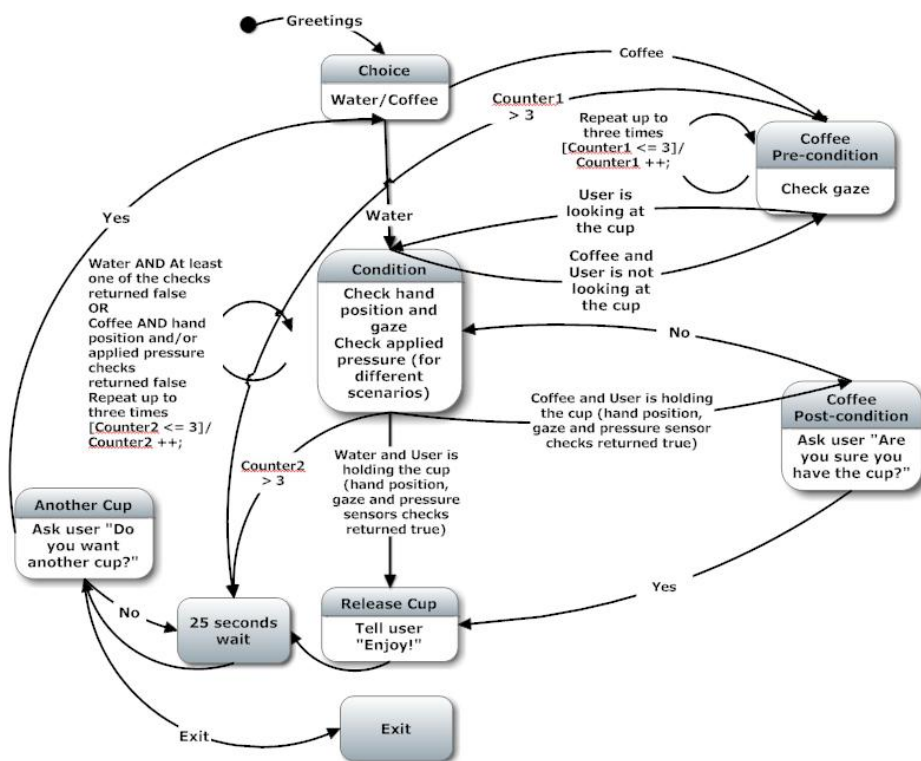 Greetings
Choice
Water/Coffee
Coffee
Counter1
> 3
Repeat up to
three times
[Counter1 <= 3]/
Counter1 ++;
Coffee
Pre-condition
Check gaze
Yes
Water
User is
looking at
the cup
Coffee and
User is not
looking at
the cup
Water AND At least
one of the checks
returned false
OR
Coffee AND hand
position and/or
applied pressure
checks
returned false
Repeat up to
three times
[Counter2 <= 3]/
Counter2 ++;
Condition
Check hand
position and
gaze
Check applied
pressure (for
different
scenarios)
No
Coffee and User is holding
the cup (hand position,
gaze and pressure sensor
checks returned true)
Coffee
Post-condition
Ask user "Are
you sure you
have the cup?"
Counter2
> 3
Water and User is
holding the cup
(hand position,
gaze and pressure
sensors checks
returned true)
Another Cup
Ask user "Do
you want
another cup?"
No
25 seconds
wait
Release Cup
Tell user
"Enjoy!"
Yes
Exit
Exit